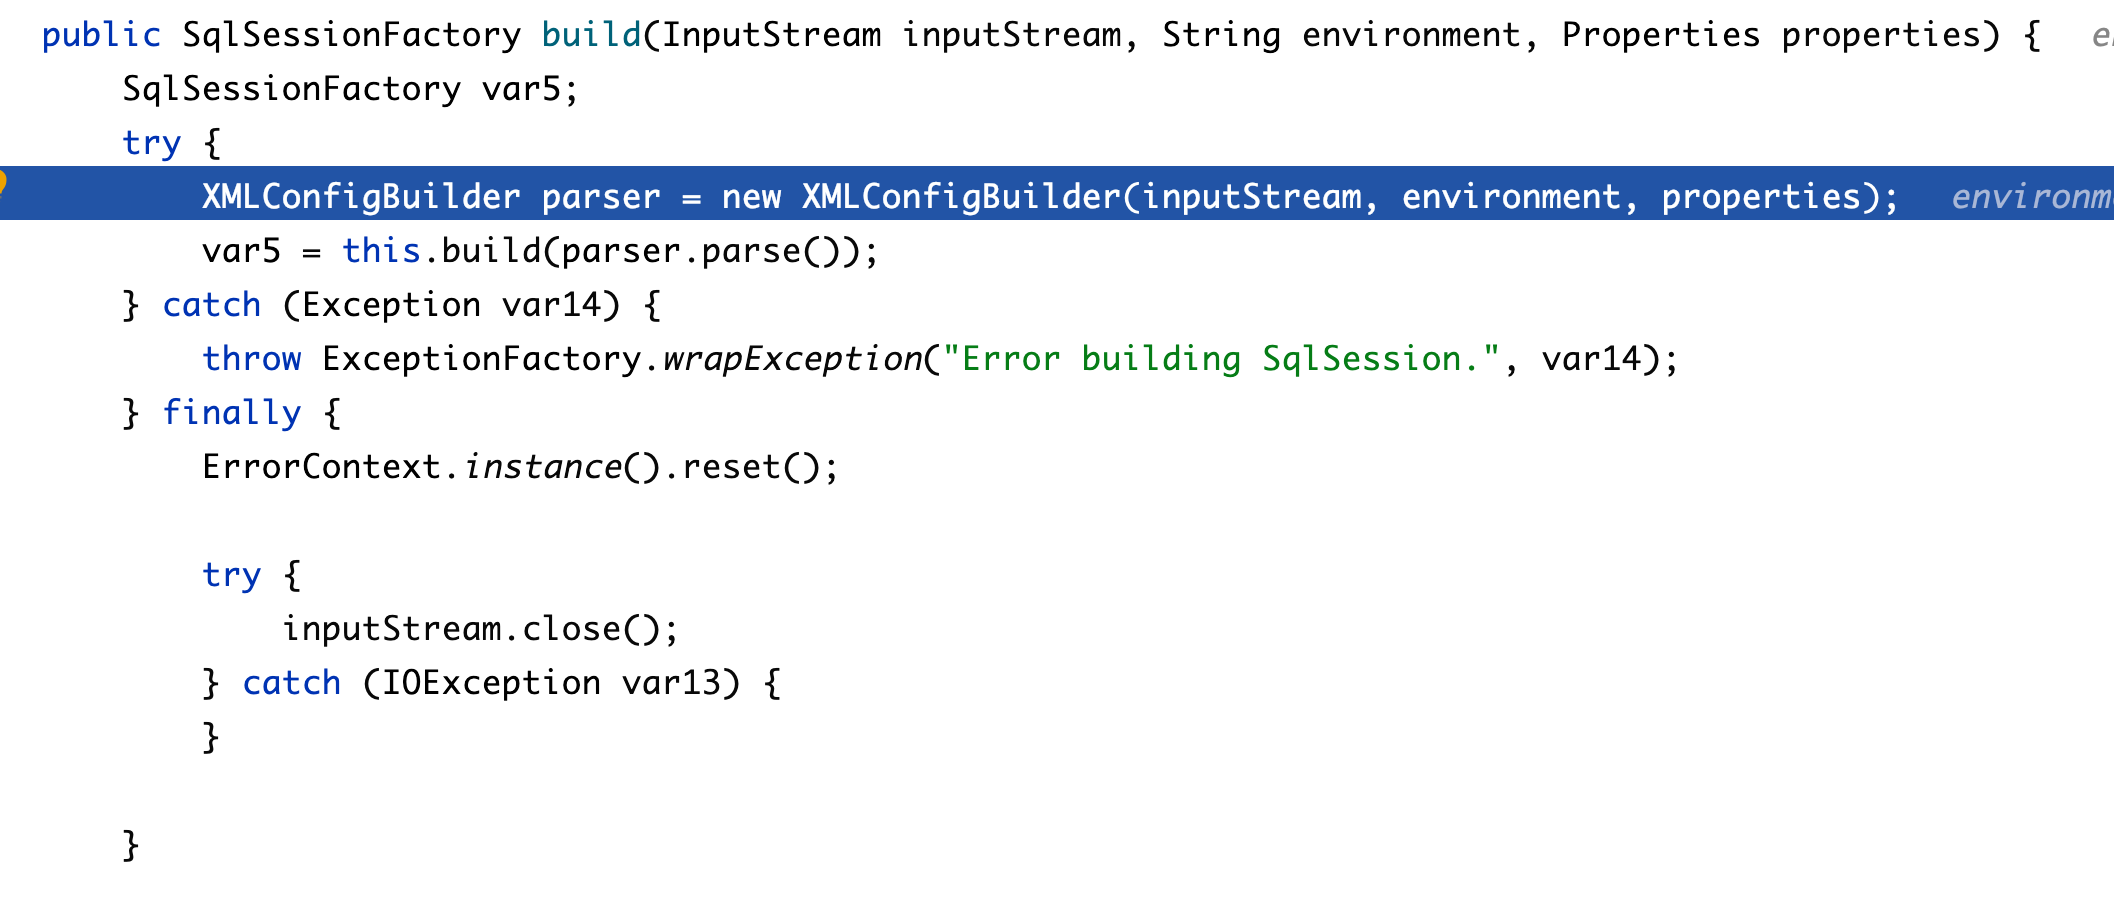 public SqlSessionFactory build(InputStream inputStream, String environment, Properties properties) {
SqlSessionFactory var5;
try {
XMLConfigBuilder parser = new XMLConfigBuilder(inputStream, environment, properties);
var5 = this.build(parser.parse());
} catch (Exception var14) {
throw ExceptionFactory.wrapException("Error building SqlSession.", var14);
} finally {
ErrorContext.instance().reset();
try {
inputStream.close();
} catch (IOException var13) {
}
}